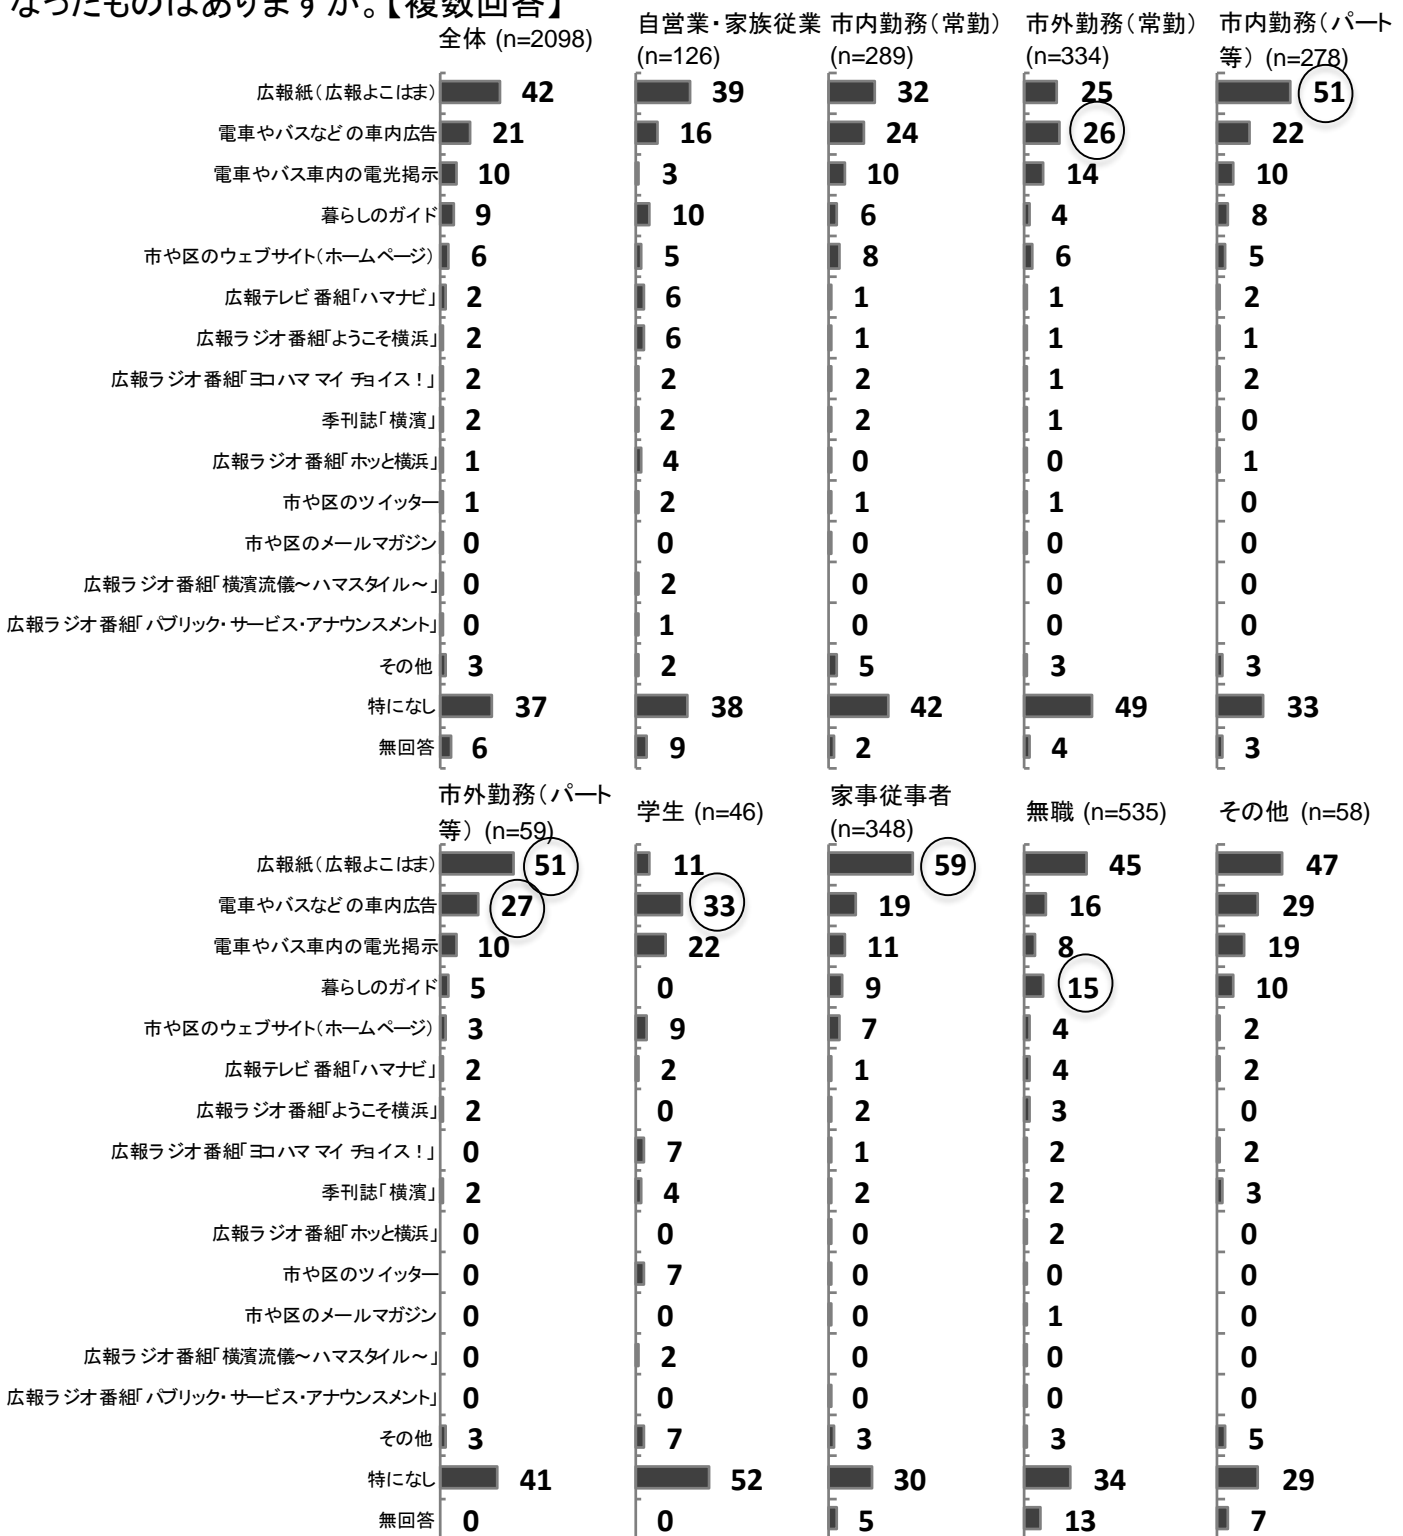 なったものはありますか。【複数回答】
全体 (n=2098)
自営業・家族従業
(n=126)
市内勤務（常勤）
(n=289)
市外勤務（常勤）
(n=334)
市内勤務（パート
等） (n=278)
広報紙（広報よこはま） 42 39 32 25 51
電車やバスなどの車内広告 21 16 24 26 22
電車やバス車内の電光掲示 10 3 10 14 10
暮らしのガイド 9 10 6 4 8
市や区のウェブサイト（ホームページ） 6 5 8 6 5
広報テレビ番組「ハマナビ」 2 6 1 1 2
広報ラジオ番組「ようこそ横浜」 2 6 1 1 1
広報ラジオ番組「ヨコハマ マイ チョイス！」 2 2 2 1 2
季刊誌「横濱」 2 2 2 1 0
広報ラジオ番組「ホッと横浜」 1 4 0 0 1
市や区のツイッター 1 2 1 1 0
市や区のメールマガジン 0 0 0 0 0
広報ラジオ番組「横濱流儀～ハマスタイル～」 0 2 0 0 0
広報ラジオ番組「パブリック・サービス・アナウンスメント」 0 1 0 0 0
その他 3 2 5 3 3
特になし 37 38 42 49 33
無回答 6 9 2 4 3
市外勤務（パート
等） (n=59)
学生 (n=46)
家事従事者
(n=348)
無職 (n=535)
その他 (n=58)
広報紙（広報よこはま） 51 11 59 45 47
電車やバスなどの車内広告 27 33 19 16 29
電車やバス車内の電光掲示 10 22 11 8 19
暮らしのガイド 5 0 9 15 10
市や区のウェブサイト（ホームページ） 3 9 7 4 2
広報テレビ番組「ハマナビ」 2 2 1 4 2
広報ラジオ番組「ようこそ横浜」 2 0 2 3 0
広報ラジオ番組「ヨコハマ マイ チョイス！」 0 7 1 2 2
季刊誌「横濱」 2 4 2 2 3
広報ラジオ番組「ホッと横浜」 0 0 0 2 0
市や区のツイッター 0 7 0 0 0
市や区のメールマガジン 0 0 0 1 0
広報ラジオ番組「横濱流儀～ハマスタイル～」 0 2 0 0 0
広報ラジオ番組「パブリック・サービス・アナウンスメント」 0 0 0 0 0
その他 3 7 3 3 5
特になし 41 52 30 34 29
無回答 0 0 5 13 7